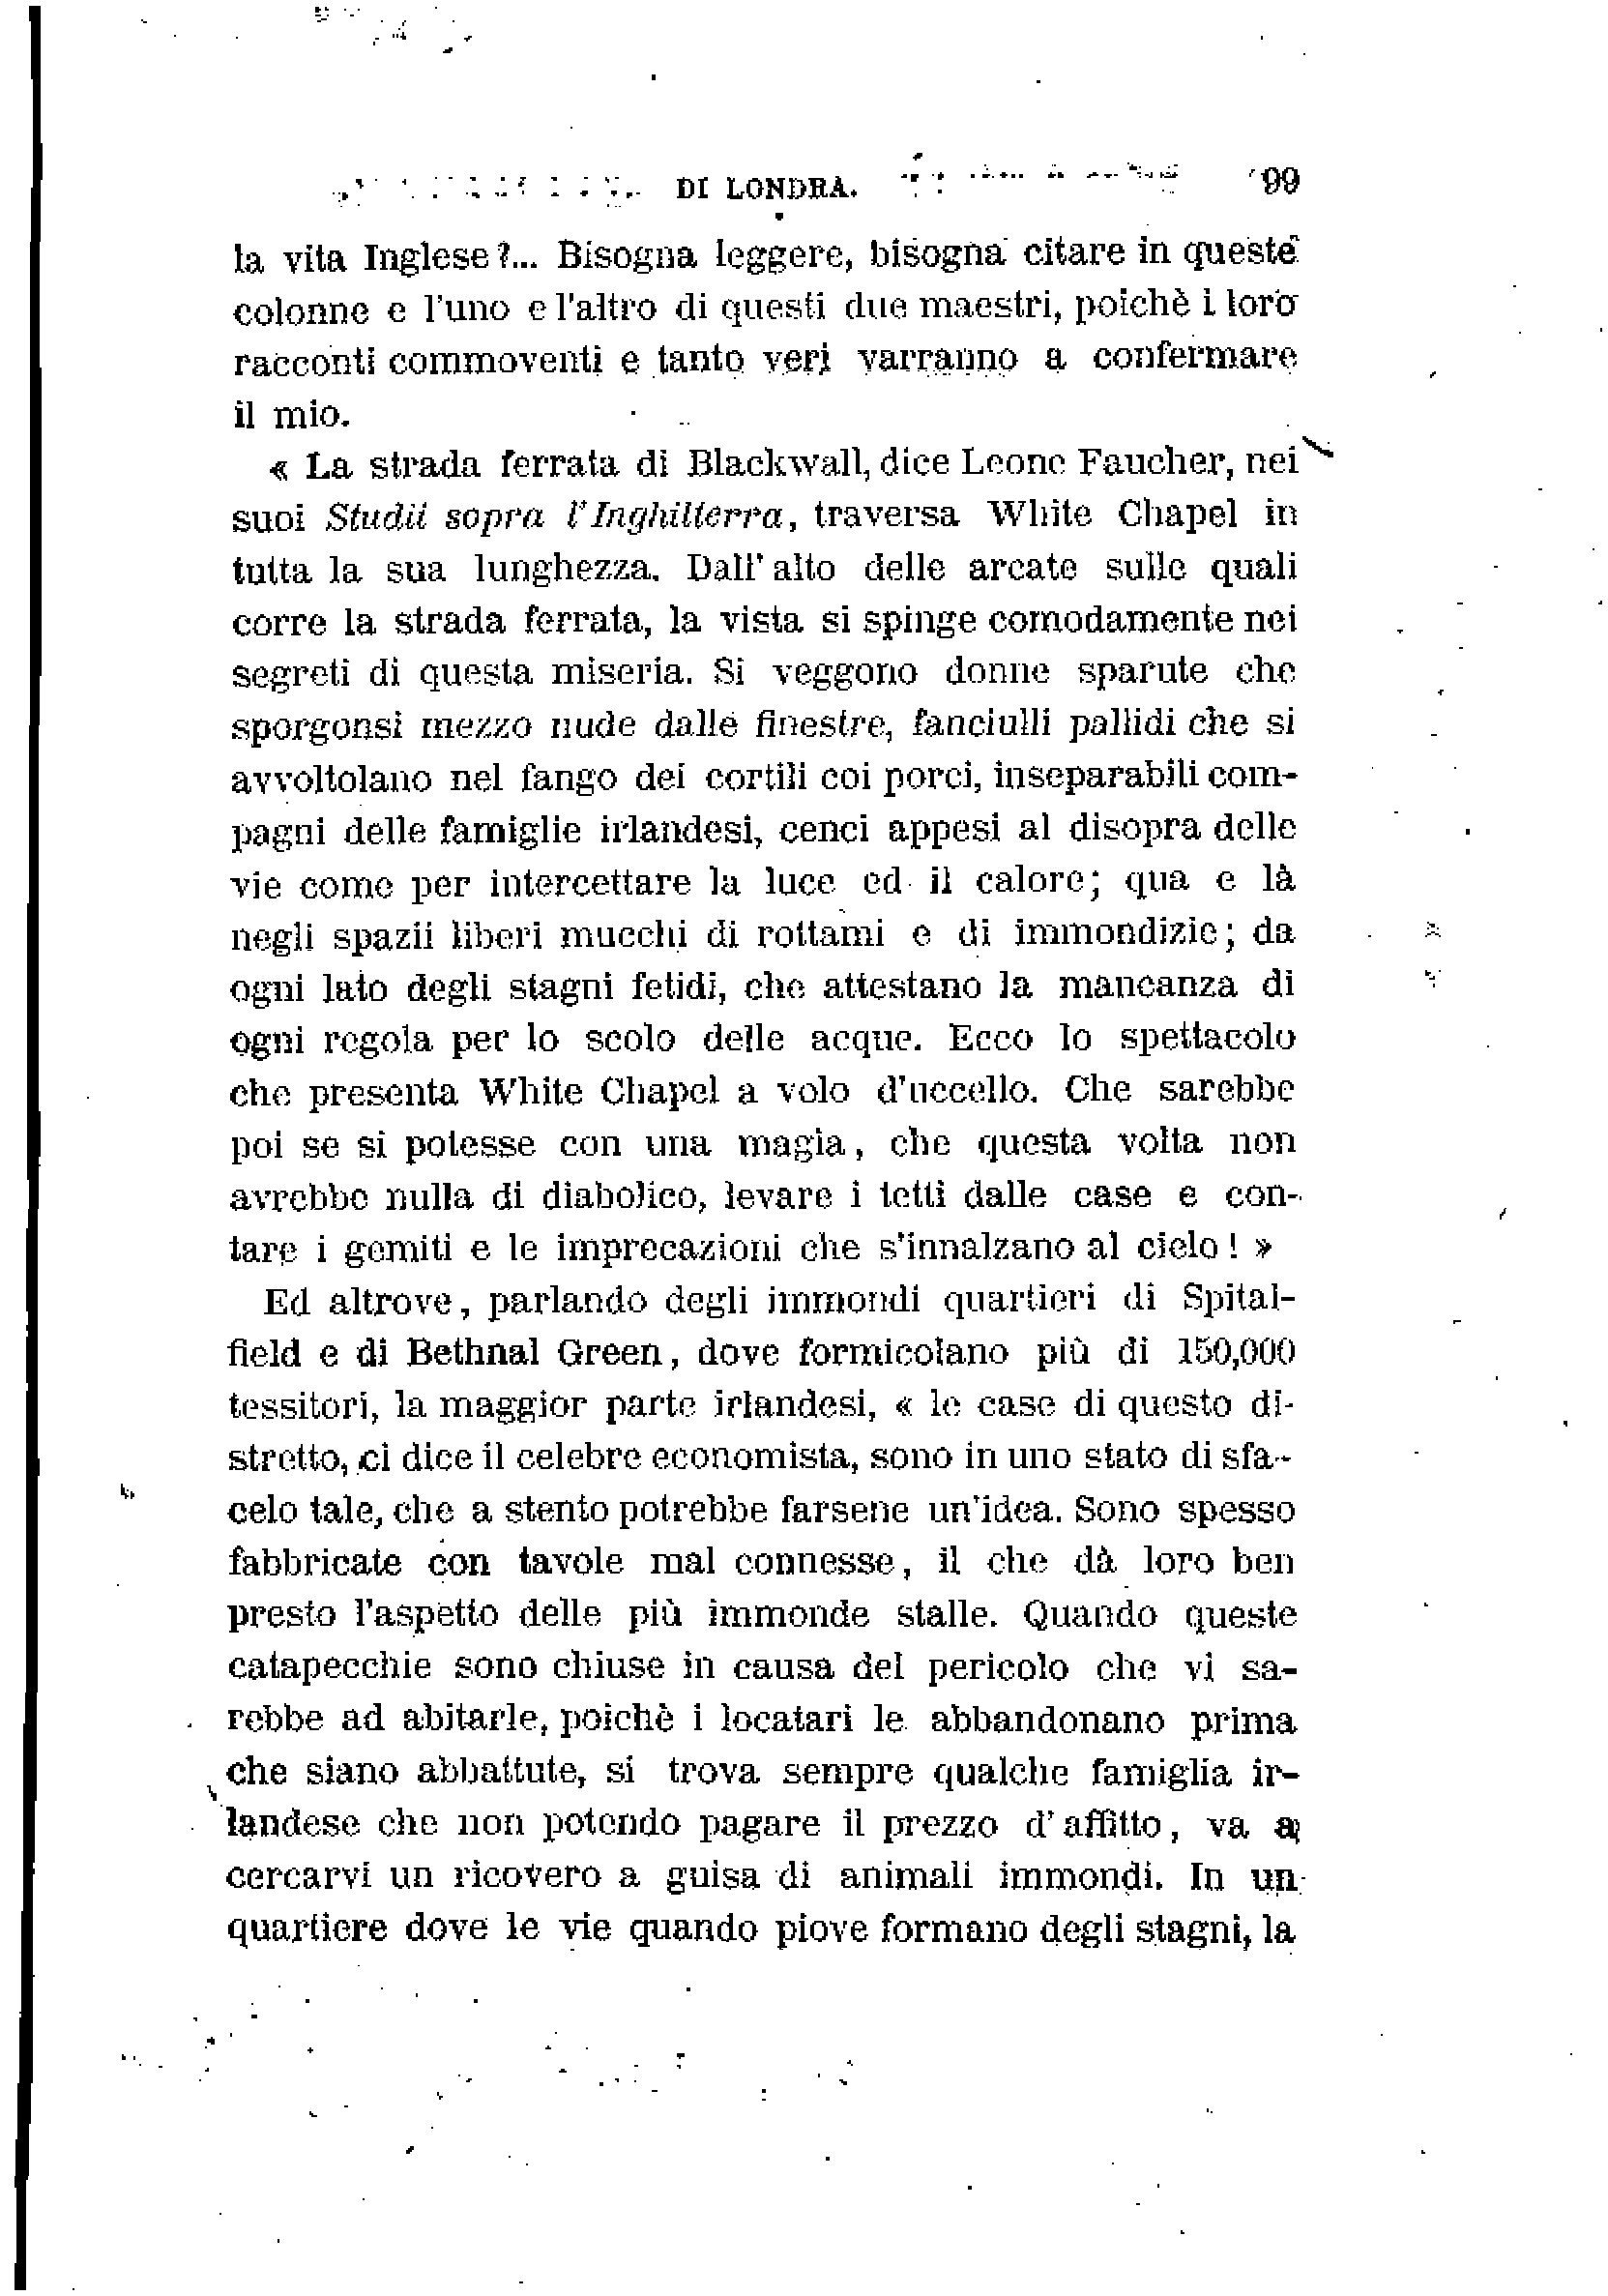 DI LONDRA. 99
la vita Inglese?... Bisogna leggere, bisogna citare in queste
colonne e l'uno e l'altro di questi due maestri, poichè i loro
racconti commoventi e tanto veri varranno a confermare
il mio.
« La strada ferrata di Blackwall, dice Leone Faucher, nei
suoi Studii sopra l'Inghilterra, traversa White Chapel in
tutta la sua lunghezza. Dall' alto delle arcate sulle quali
corre la strada ferrata, la vista si spinge comodamente nei
segreti di questa miseria. Si veggono donne sparute che
sporgonsi mezzo nude dalle finestre, fanciulli pallidi che si
avvoltolano nel fango dei cortili coi porci, inseparabili com-
pagni delle famiglie irlandesi, cenci appesi al disopra delle
vie come per intercettare la luce ed il calore; qua e là
negli spazii liberi mucchi di rottami e di immondizie; da
ogni lato degli stagni fetidi, che attestano la mancanza di
ogni regola per lo scolo delle acque. Ecco lo spettacolo
che presenta White Chapel a volo d'uccello. Che sarebbe
poi se si potesse con una magia, che questa volta non
avrebbe nulla di diabolico, levare i tetti dalle case e con-
tare i gemiti e le imprecazioni che s'innalzano al cielo! »
Ed altrove, parlando degli immondi quartieri di Spital-
field e di Bethnal Green, dove formicolano più di 150,000
tessitori, la maggior parte irlandesi, « le case di questo di-
stretto, ci dice il celebre economista, sono in uno stato di sfa-
celo tale, che a stento potrebbe farsene un'idea. Sono spesso
fabbricate con tavole mal connesse, il che dà loro ben
presto l'aspetto delle più immonde stalle. Quando queste
catapecchie sono chiuse in causa del pericolo che vi sa-
rebbe ad abitarle, poichè i locatari le abbandonano prima
che siano abbattute, si trova sempre qualche famiglia ir-
landese che non potendo pagare il prezzo d' affitto, va a
cercarvi un ricovero a guisa di animali immondi. In un
quartiere dove le vie quando piove formano degli stagni, la